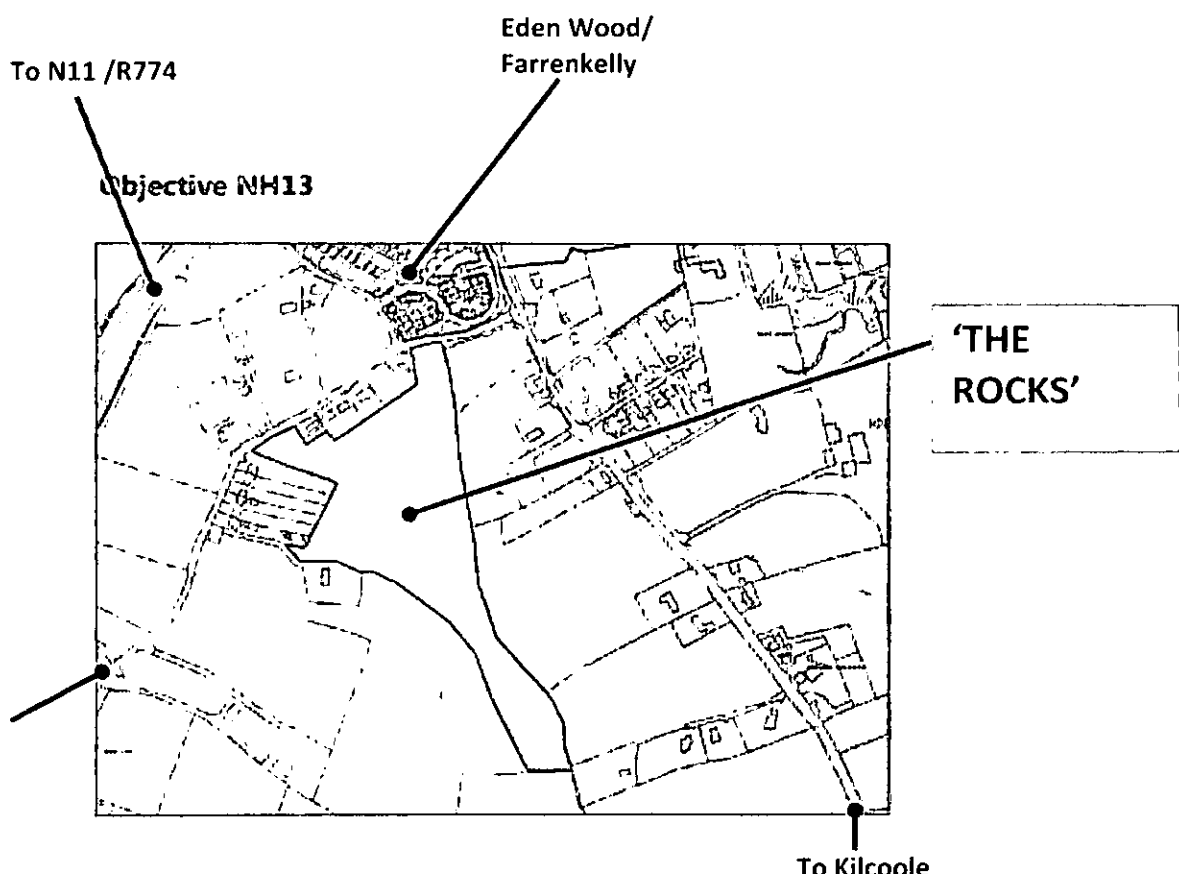 Eden Wood/
Farrenkelly
To N11 /R774
Objective NH13
‘THE
ROCKS’
To Kilcoole